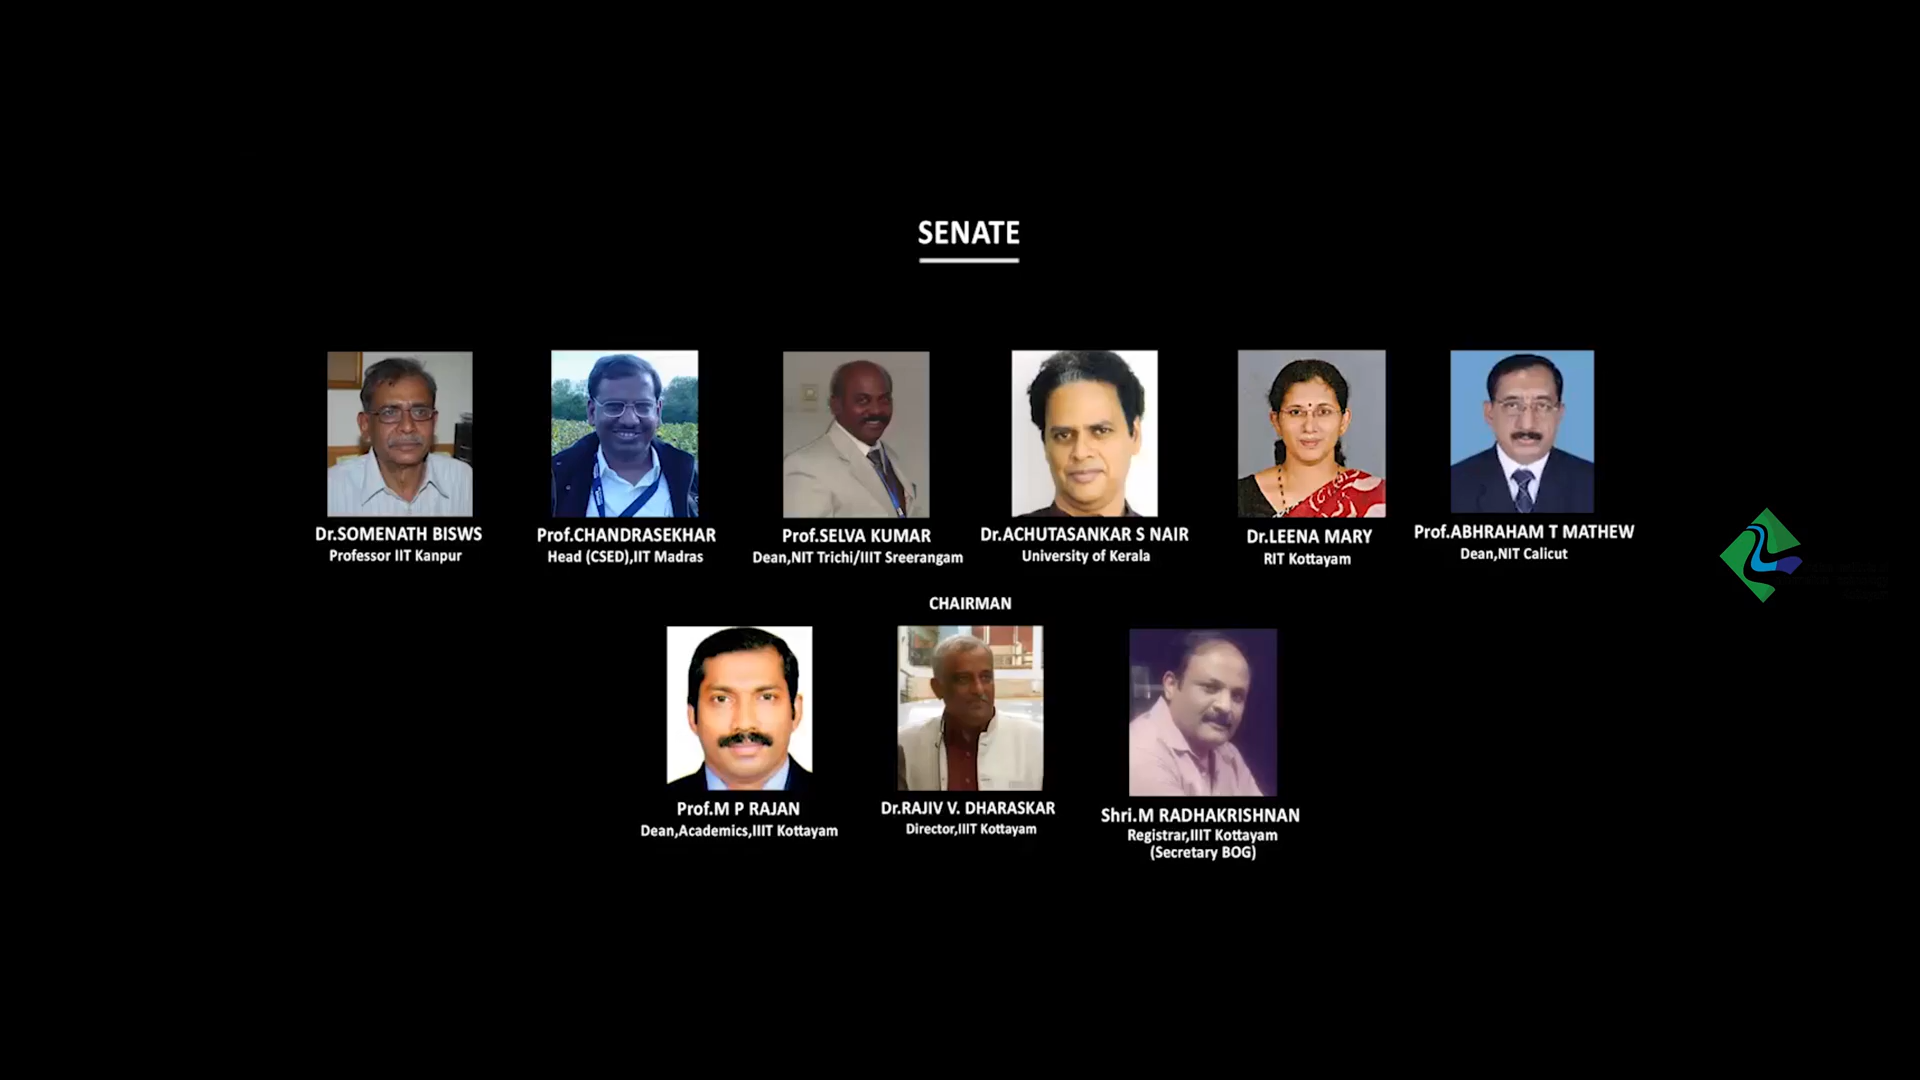 SENATE
Dr.SOMENATH BISWS
Professor IIT Kanpur
Prof.CHANDRASEKHAR
Head (CSED),IIT Madras
Prof.SELVA KUMAR
Dean,NIT Trichi/IIIT Sreerangam
Dr.ACHUTASANKAR S NAIR
University of Kerala
Dr.LEENA MARY
RIT Kottayam
Prof.ABHRAHAM T MATHEW
Dean,NIT Calicut
CHAIRMAN
Prof.M P RAJAN
Dean,Academics,IIIT Kottayam
Dr.RAJIV V. DHARASKAR
Director,IIIT Kottayam
Shri.M RADHAKRISHNAN
Registrar,IIIT Kottayam
(Secretary BOG)